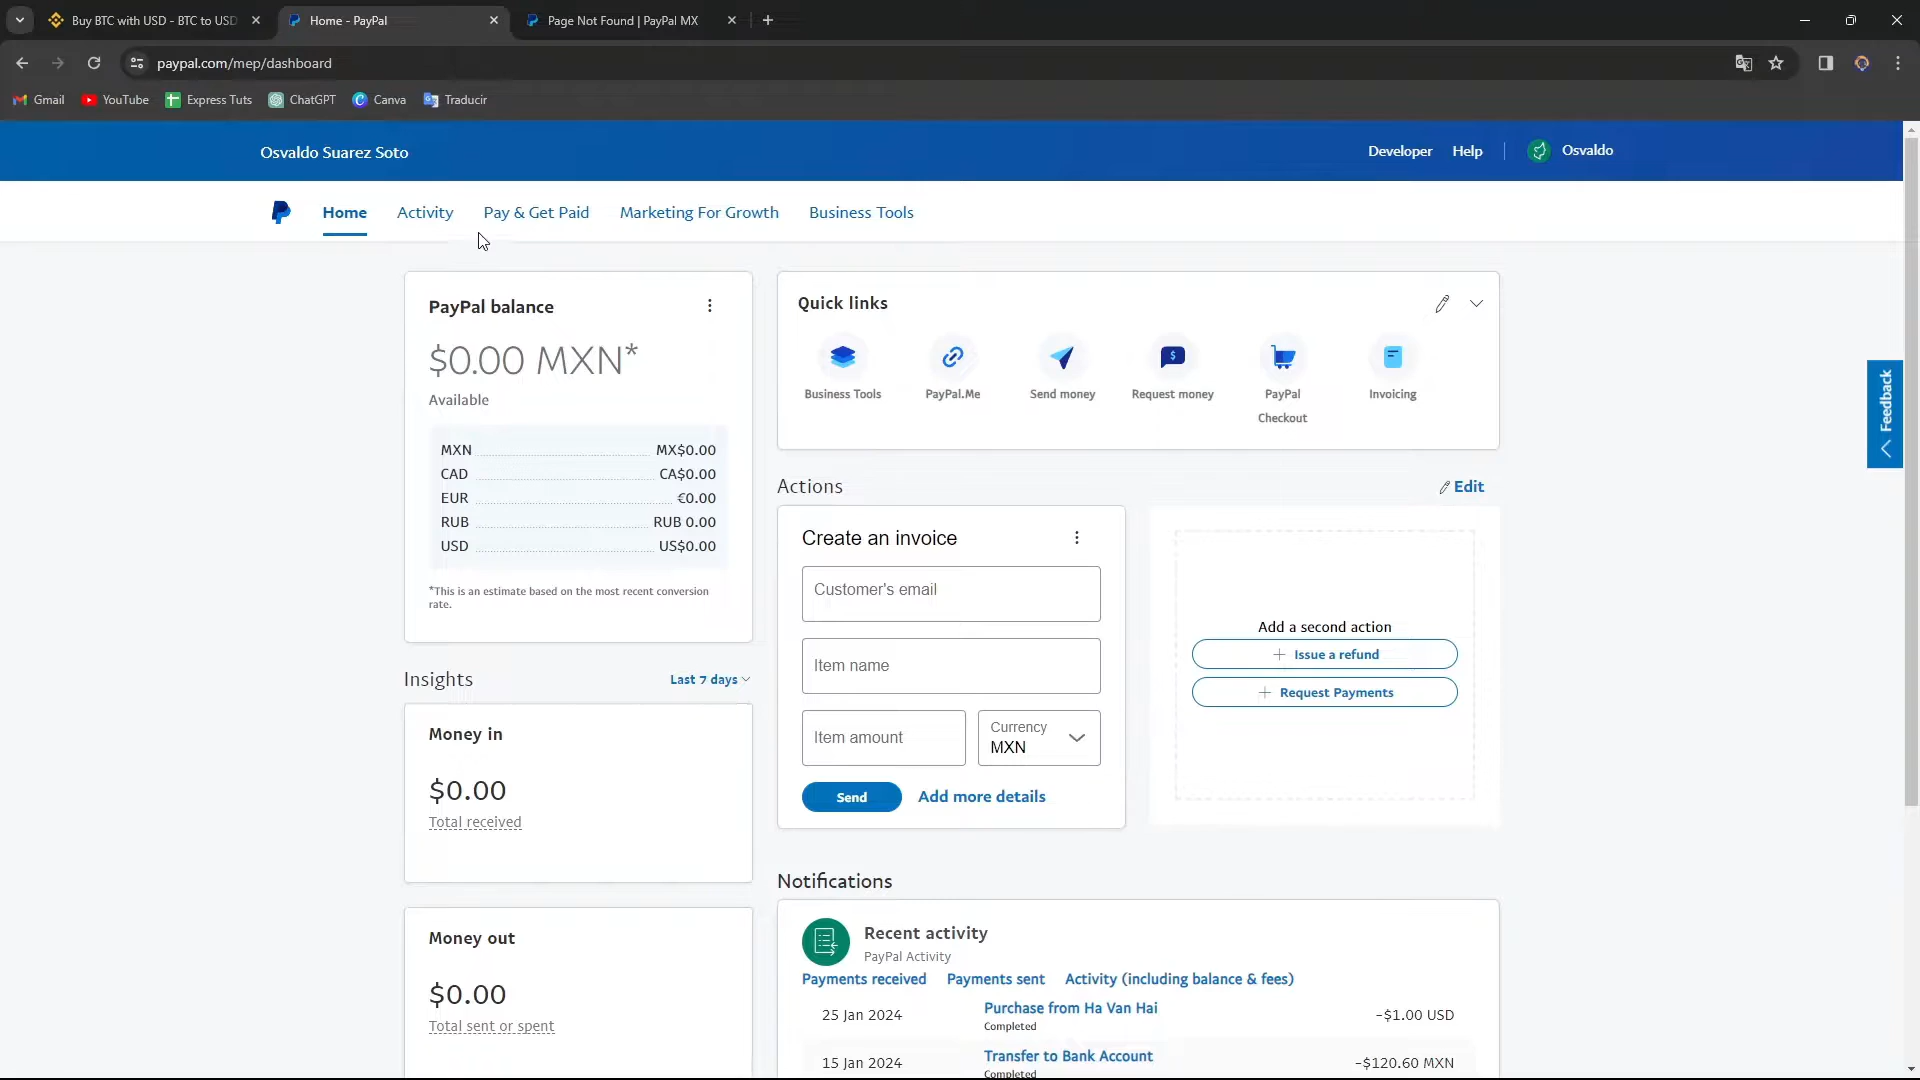 Buy BTC with USD - BTC to USD
Home - PayPal
Page Not Found | PayPal MX
paypal.com/mep/dashboard
Gmail
YouTube
Express Tuts
ChatGPT
Canva
Traducir
Osvaldo Suarez Soto
Developer
Help
Osvaldo
Home
Activity
Pay & Get Paid
Marketing For Growth
Business Tools
PayPal balance
$0.00 MXN*
Available
MXN MX$0.00
CAD CA$0.00
EUR €0.00
RUB RUB 0.00
USD US$0.00
*This is an estimate based on the most recent conversion
rate.
Quick links
Business Tools
PayPal.Me
Send money
Request money
PayPal
Checkout
Invoicing
Feedback
Actions
Edit
Create an invoice
Customer's email
Item name
Item amount
Currency
MXN
Send
Add more details
Add a second action
Issue a refund
Request Payments
Insights
Last 7 days
Money in
$0.00
Total received
Money out
$0.00
Total sent or spent
Notifications
Recent activity
PayPal Activity
Payments received
Payments sent
Activity (including balance & fees)
25 Jan 2024
Purchase from Ha Van Hai
Completed
-$1.00 USD
15 Jan 2024
Transfer to Bank Account
Completed
-$120.60 MXN